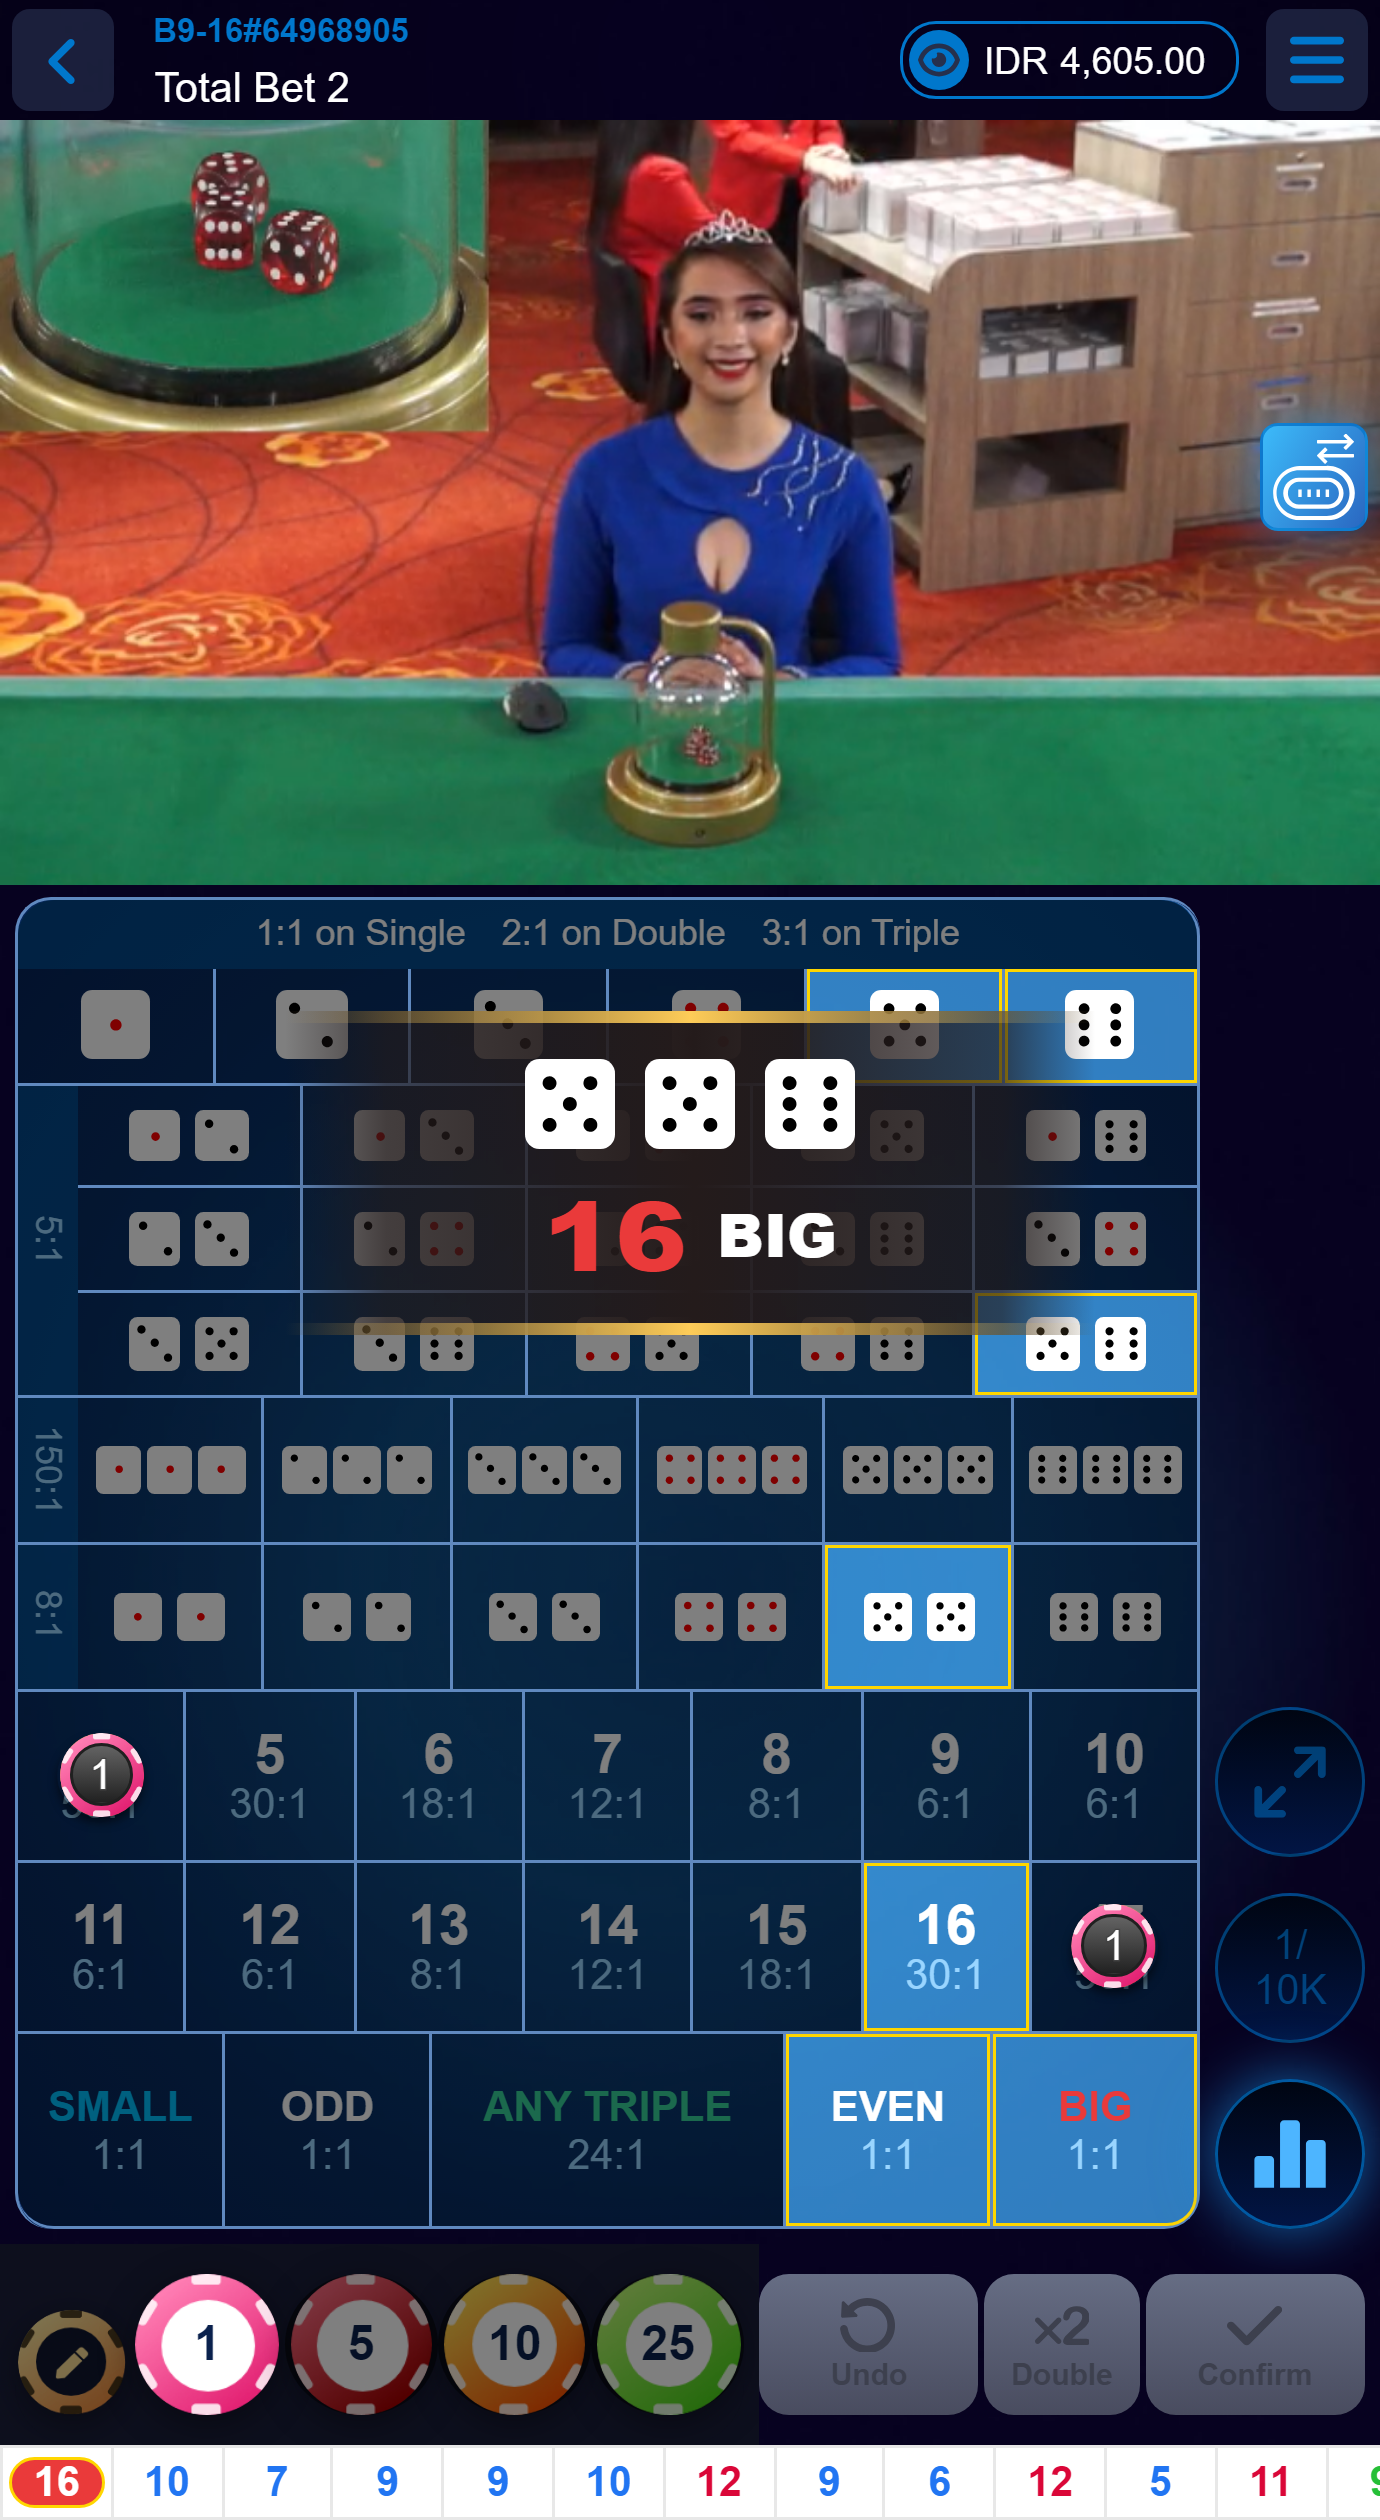 B9-16#64968905
Total Bet 2
IDR 4,605.00
1:1 on Single 2:1 on Double 3:1 on Triple
16 BIG
5:1
150:1
8:1
1
5 6 7 8 9 10
30:1 18:1 12:1 8:1 6:1 6:1
11 12 13 14 15 16
1
6:1 6:1 8:1 12:1 18:1 30:1
1/
10K
SMALL ODD ANY TRIPLE EVEN BIG
1:1 1:1 24:1 1:1 1:1
1 5 10 25
x2
Undo Double Confirm
16 10 7 9 9 10 12 9 6 12 5 11